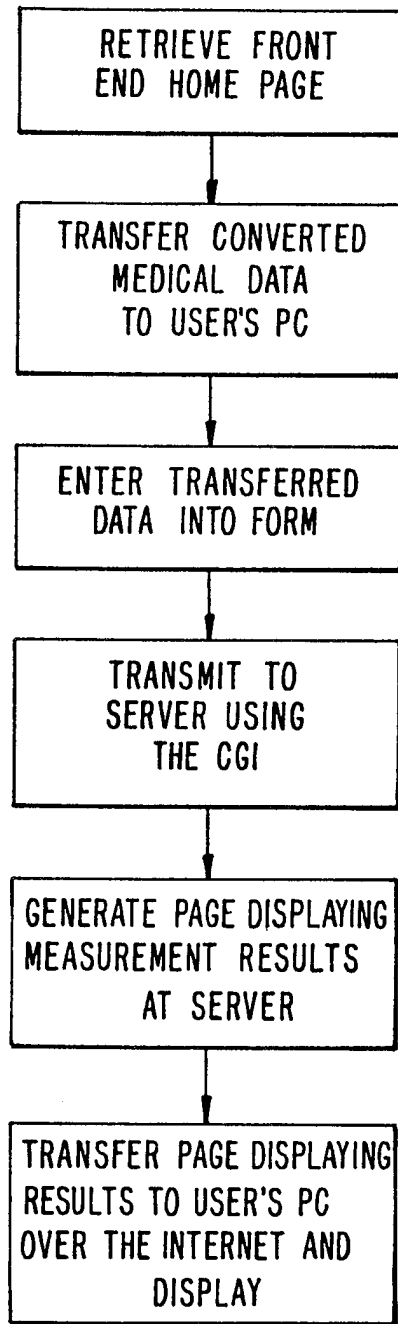 RETRIEVE FRONT
END HOME PAGE
TRANSFER CONVERTED
MEDICAL DATA
TO USER'S PC
ENTER TRANSFERRED
DATA INTO FORM
TRANSMIT TO
SERVER USING
THE CGI
GENERATE PAGE DISPLAYING
MEASUREMENT RESULTS
AT SERVER
TRANSFER PAGE DISPLAYING
RESULTS TO USER'S PC
OVER THE INTERNET AND
DISPLAY